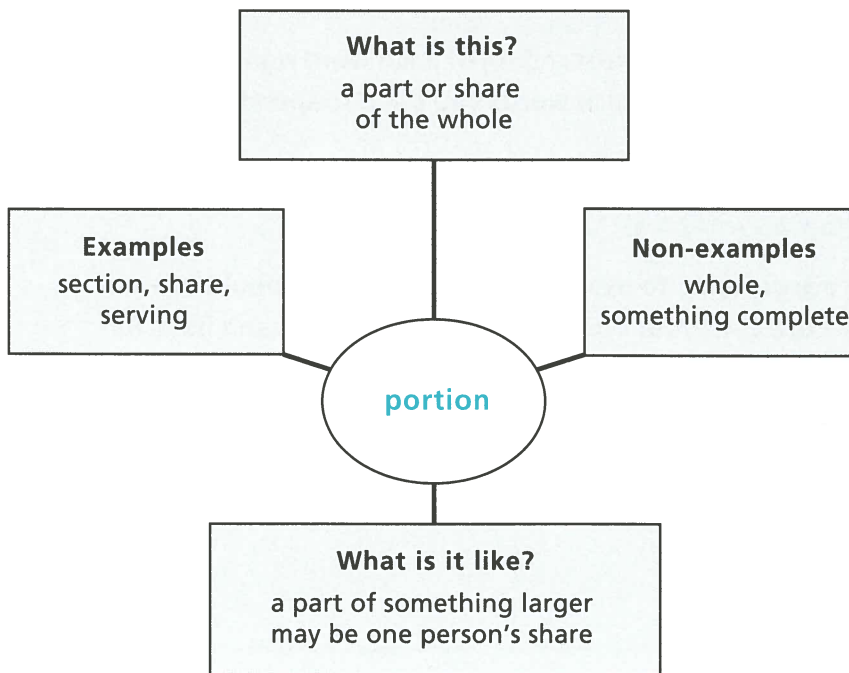 What is this?
a part or share
of the whole
Examples
section, share,
serving
Non-examples
whole,
something complete
portion
What is it like?
a part of something larger
may be one person's share